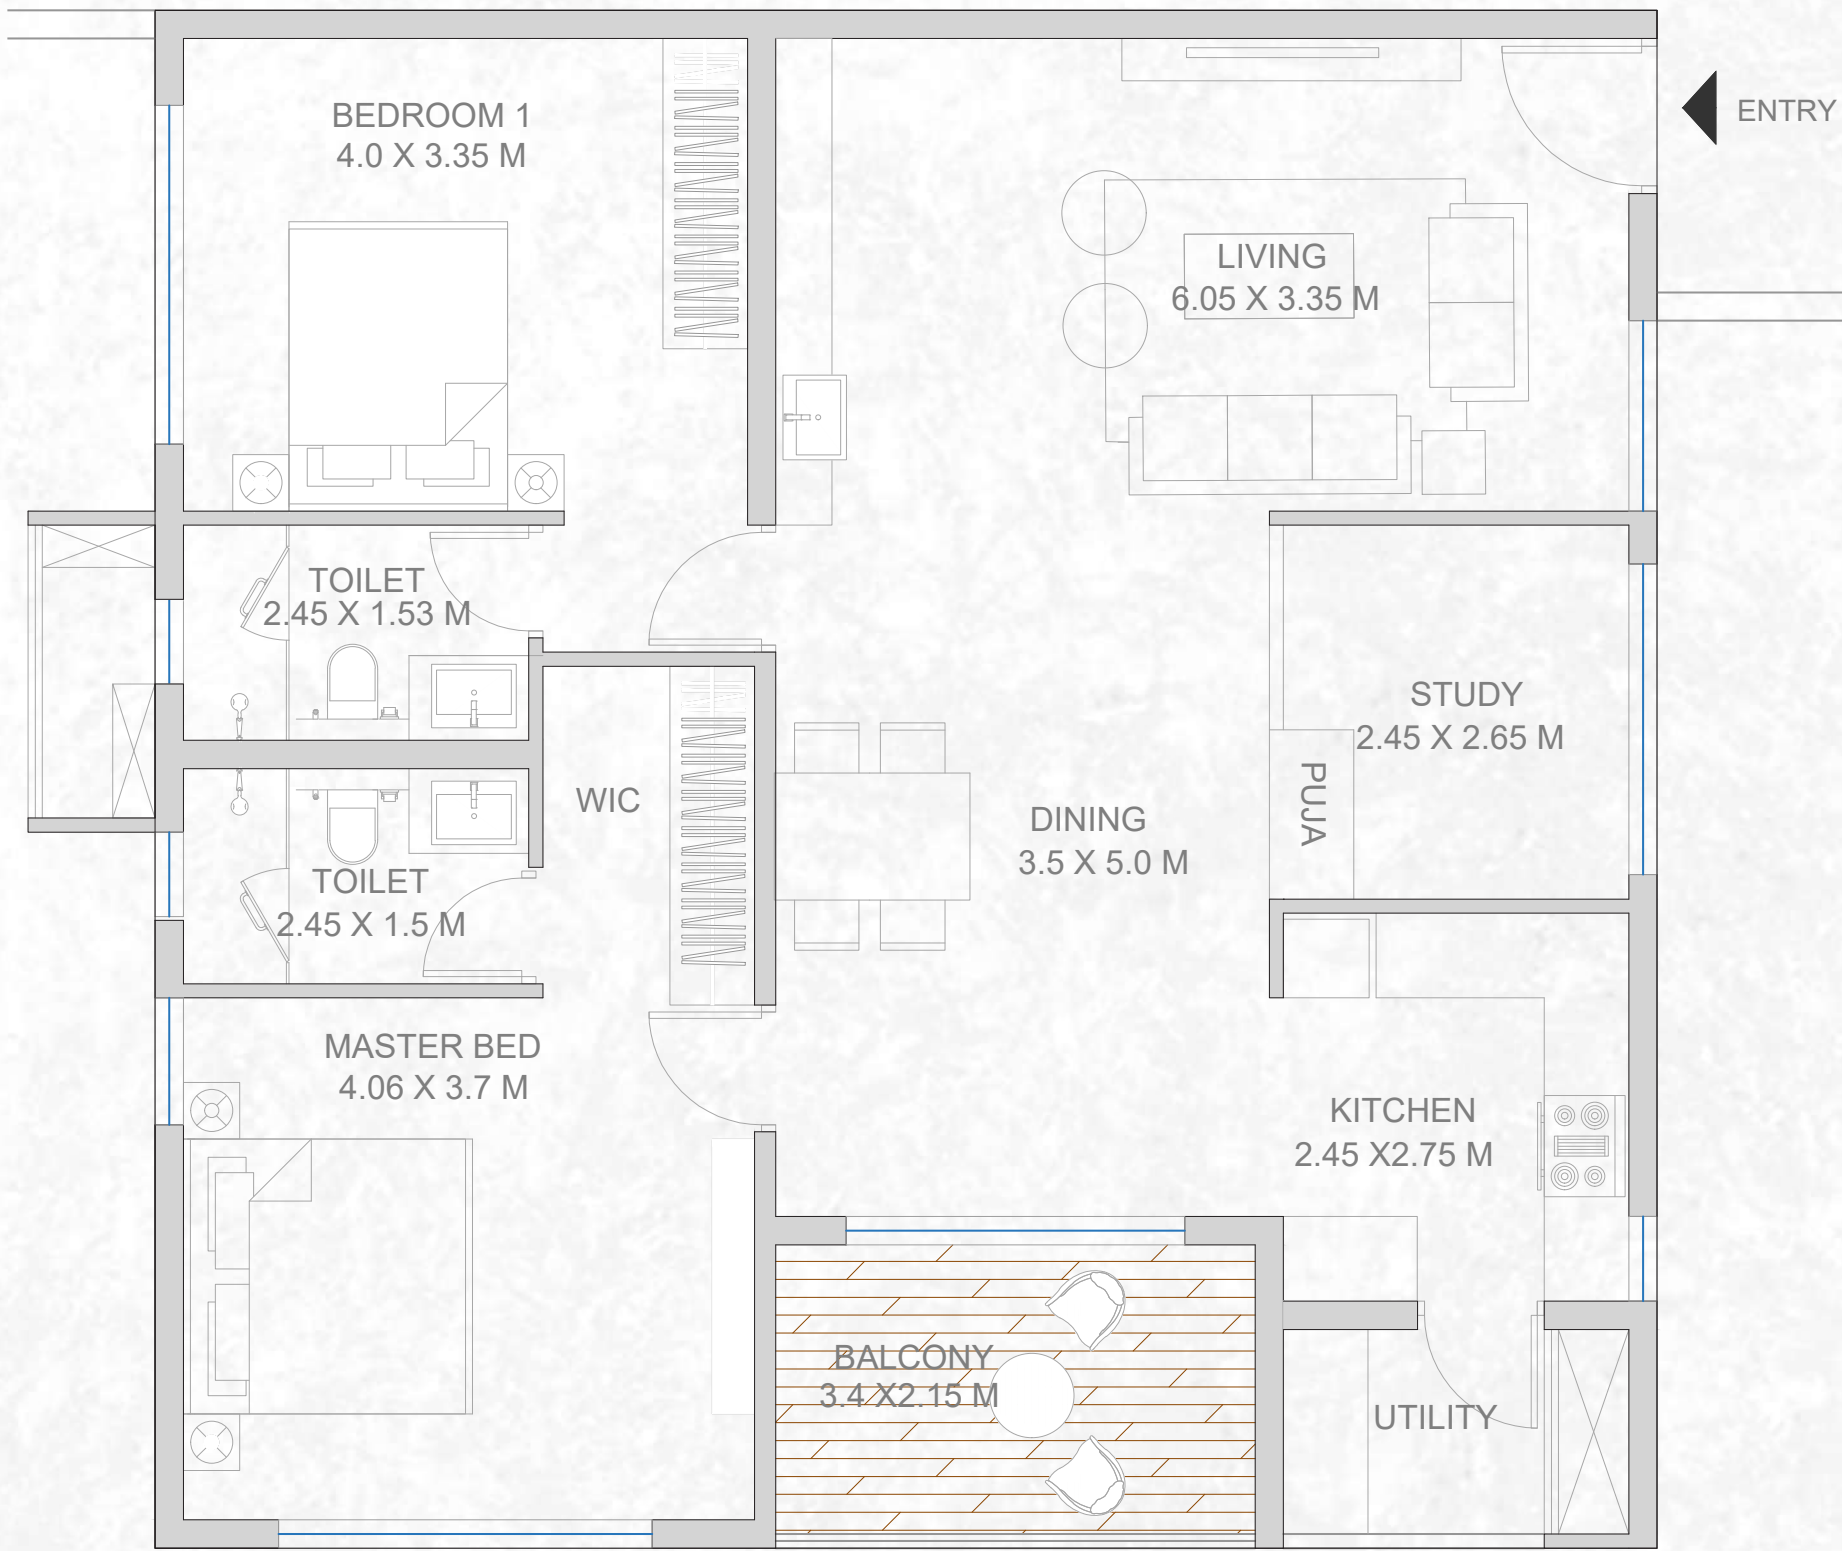 BEDROOM 1
4.0 X 3.35 M
ENTRY
LIVING
6.05 X 3.35 M
TOILET
2.45 X 1.53 M
STUDY
2.45 X 2.65 M
PUJA
WIC
DINING
3.5 X 5.0 M
TOILET
2.45 X 1.5 M
MASTER BED
4.06 X 3.7 M
KITCHEN
2.45 X2.75 M
BALCONY
3.4 X2.15 M
UTILITY